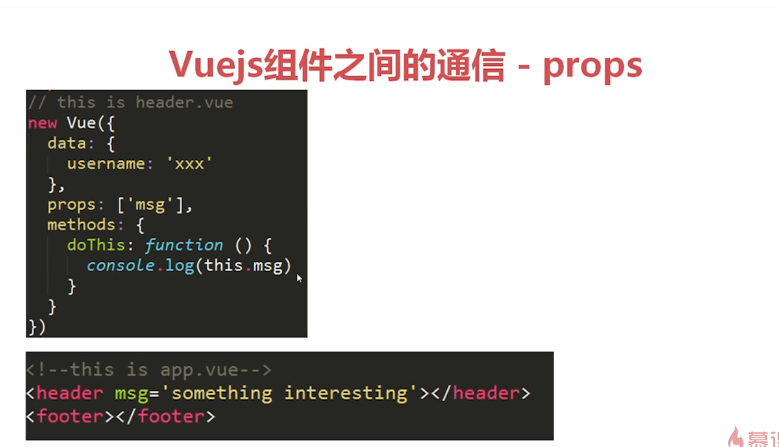 Vuejs组件之间的通信 - props
// this is header.vue
new Vue({
  data: {
    username: 'xxx'
  },
  props: ['msg'],
  methods: {
    doThis: function () {
      console.log(this.msg)
    }
  }
})
<!--this is app.vue-->
<header msg='something interesting'></header>
<footer></footer>